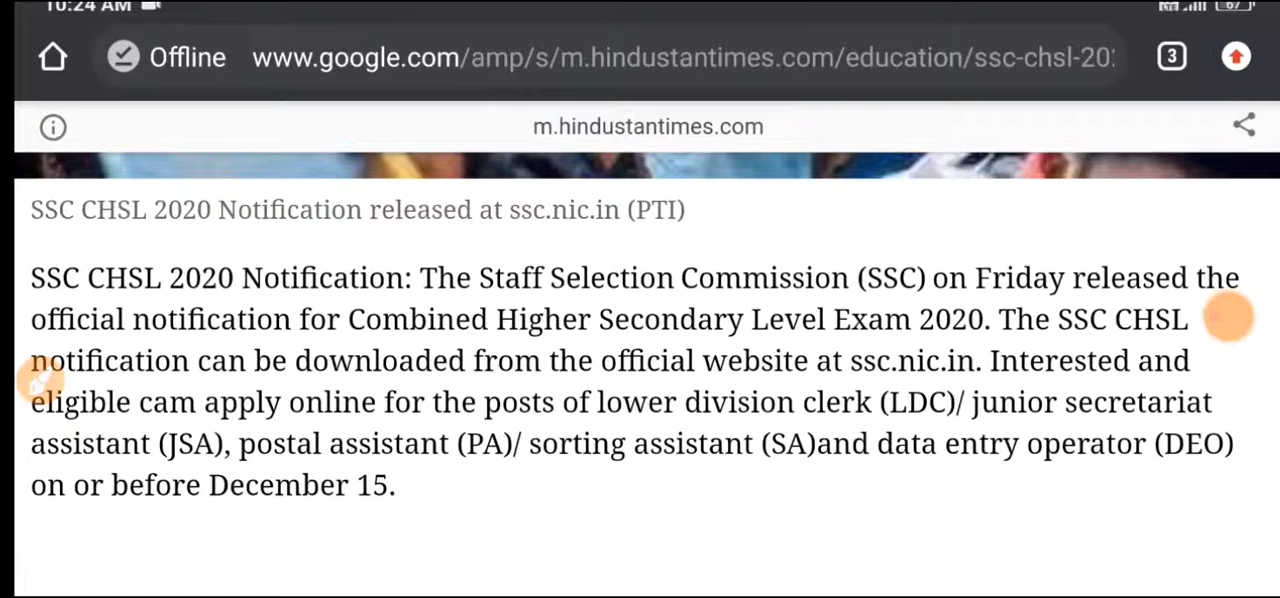 10:24 AM
67
Offline www.google.com/amp/s/m.hindustantimes.com/education/ssc-chsl-20
3
m.hindustantimes.com
SSC CHSL 2020 Notification released at ssc.nic.in (PTI)
SSC CHSL 2020 Notification: The Staff Selection Commission (SSC) on Friday released the
official notification for Combined Higher Secondary Level Exam 2020. The SSC CHSL
notification can be downloaded from the official website at ssc.nic.in. Interested and
eligible cam apply online for the posts of lower division clerk (LDC)/ junior secretariat
assistant (JSA), postal assistant (PA)/ sorting assistant (SA)and data entry operator (DEO)
on or before December 15.